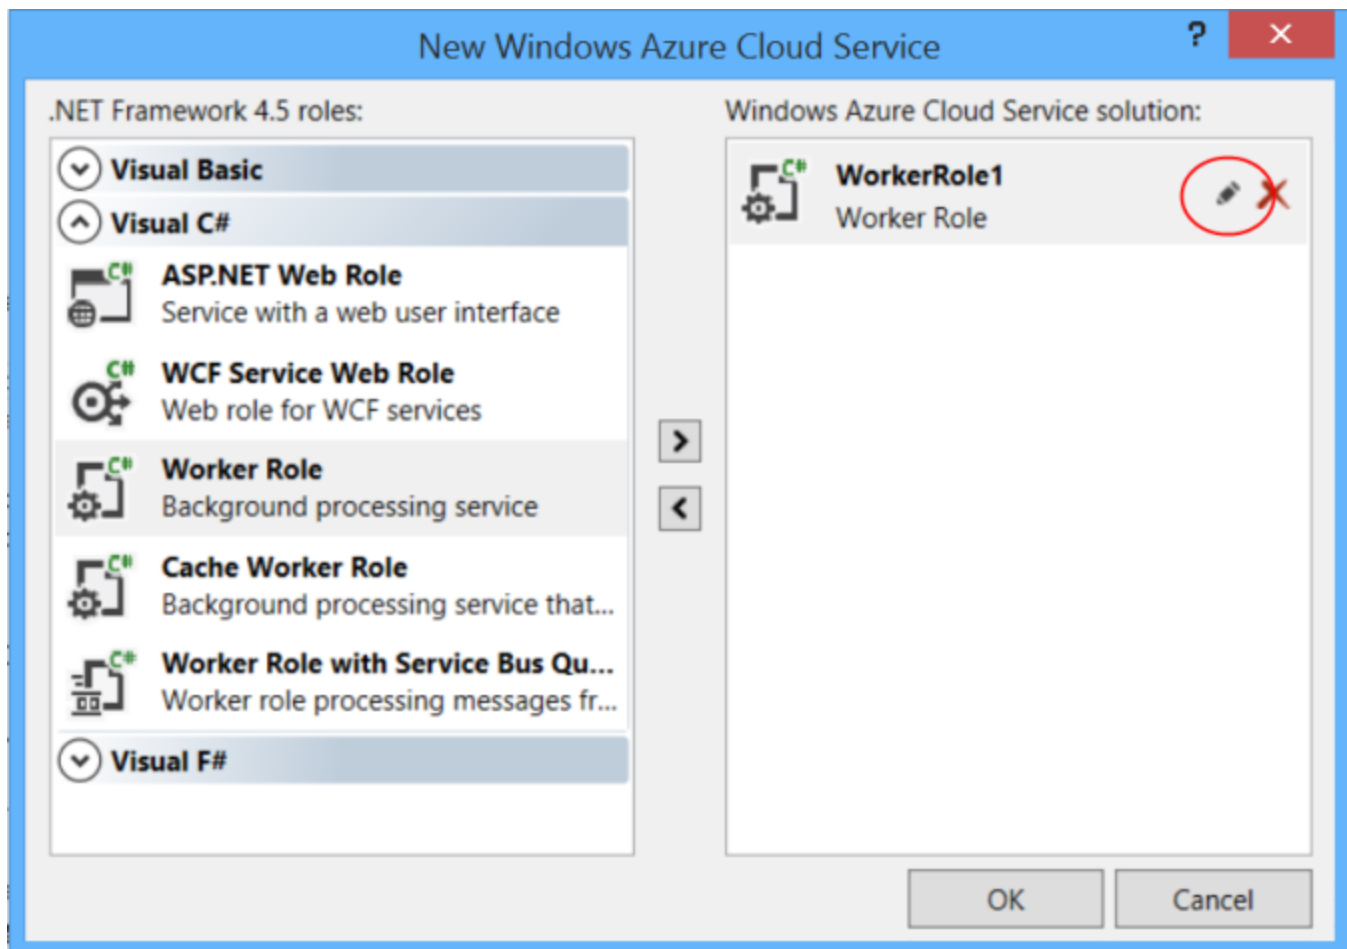 New Windows Azure Cloud Service
?
.NET Framework 4.5 roles:
Visual Basic
Visual C#
C#
ASP.NET Web Role
Service with a web user interface
C#
WCF Service Web Role
Web role for WCF services
C#
Worker Role
Background processing service
C#
Cache Worker Role
Background processing service that...
C#
Worker Role with Service Bus Qu...
Worker role processing messages fr...
Visual F#
Windows Azure Cloud Service solution:
C#
WorkerRole1
Worker Role
OK
Cancel